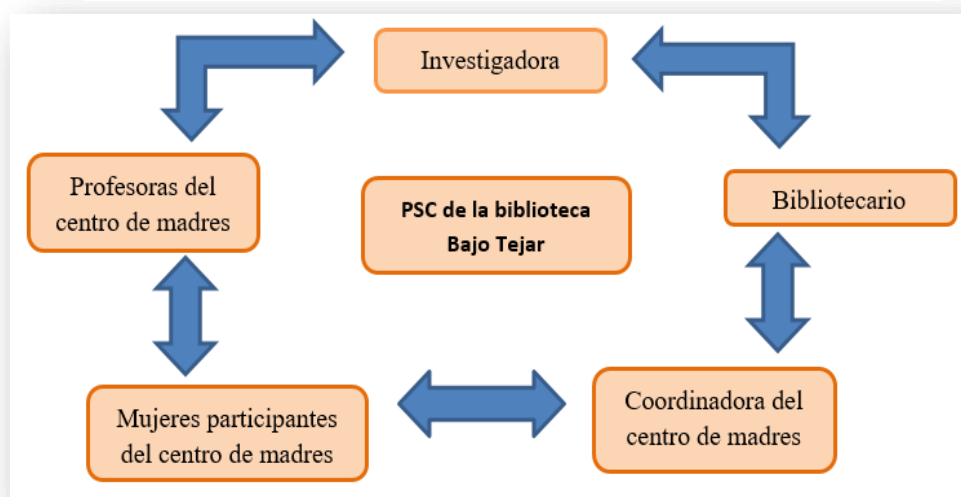 Investigadora
Profesoras del
centro de madres
PSC de la biblioteca
Bajo Tejar
Bibliotecario
Mujeres participantes
del centro de madres
Coordinadora del
centro de madres